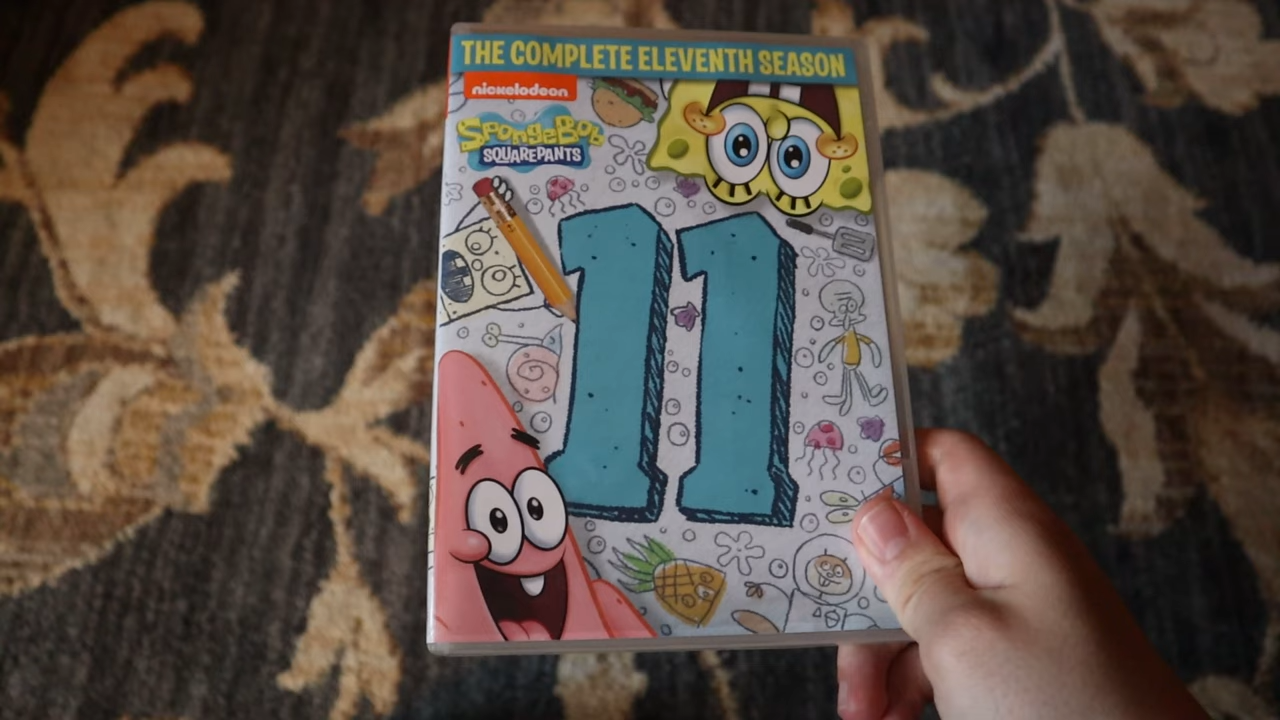 THE COMPLETE ELEVENTH SEASON
nickelodeon
SPONGEBOB
SQUAREPANTS
11